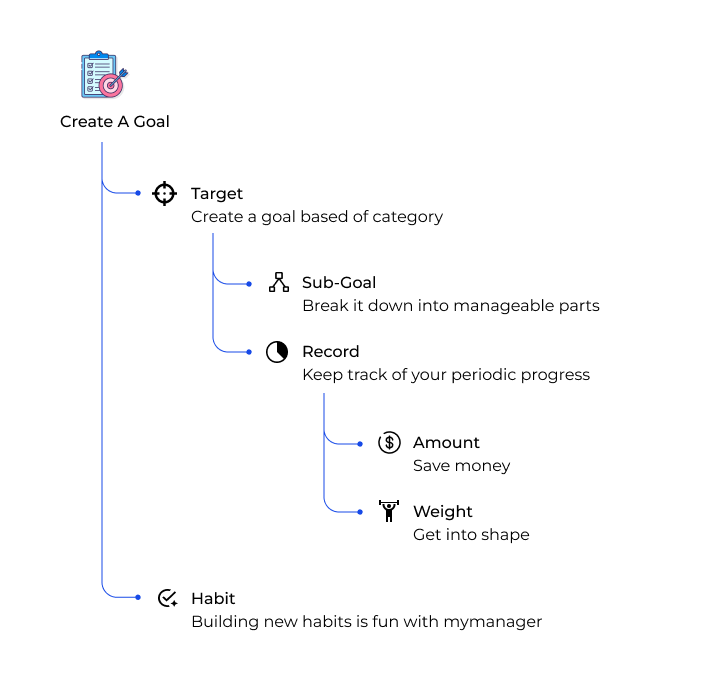 Create A Goal
Target
Create a goal based of category
Sub-Goal
Break it down into manageable parts
Record
Keep track of your periodic progress
Amount
Save money
Weight
Get into shape
Habit
Building new habits is fun with mymanager